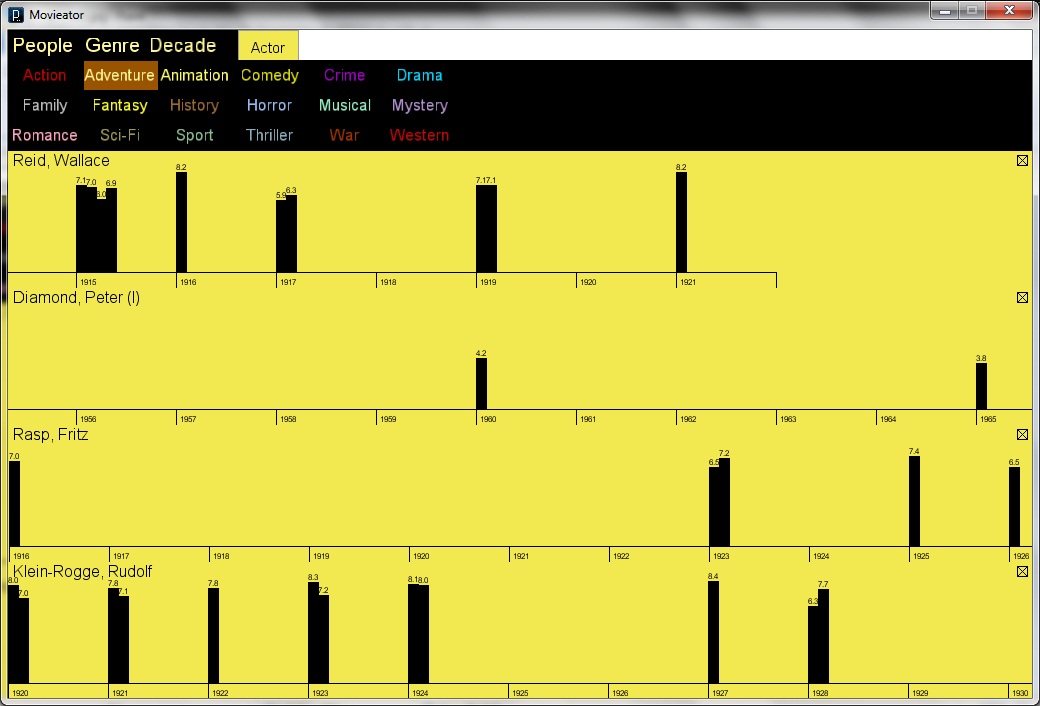 Movieator
People Genre Decade Actor
Action Adventure Animation Comedy Crime Drama
Family Fantasy History Horror Musical Mystery
Romance Sci-Fi Sport Thriller War Western
Reid, Wallace
7.1 7.0 6.0 6.9 8.2 5.9 6.3 7.1 7.1 8.2
1915 1916 1917 1918 1919 1920 1921
Diamond, Peter (I)
4.2 3.8
1956 1957 1958 1959 1960 1961 1962 1963 1964 1965
Rasp, Fritz
7.0 6.5 7.2 7.4 6.5
1916 1917 1918 1919 1920 1921 1922 1923 1924 1925 1926
Klein-Rogge, Rudolf
8.0 7.0 7.8 7.1 7.8 8.3 7.2 8.1 8.0 8.4 6.3 7.7
1920 1921 1922 1923 1924 1925 1926 1927 1928 1929 1930